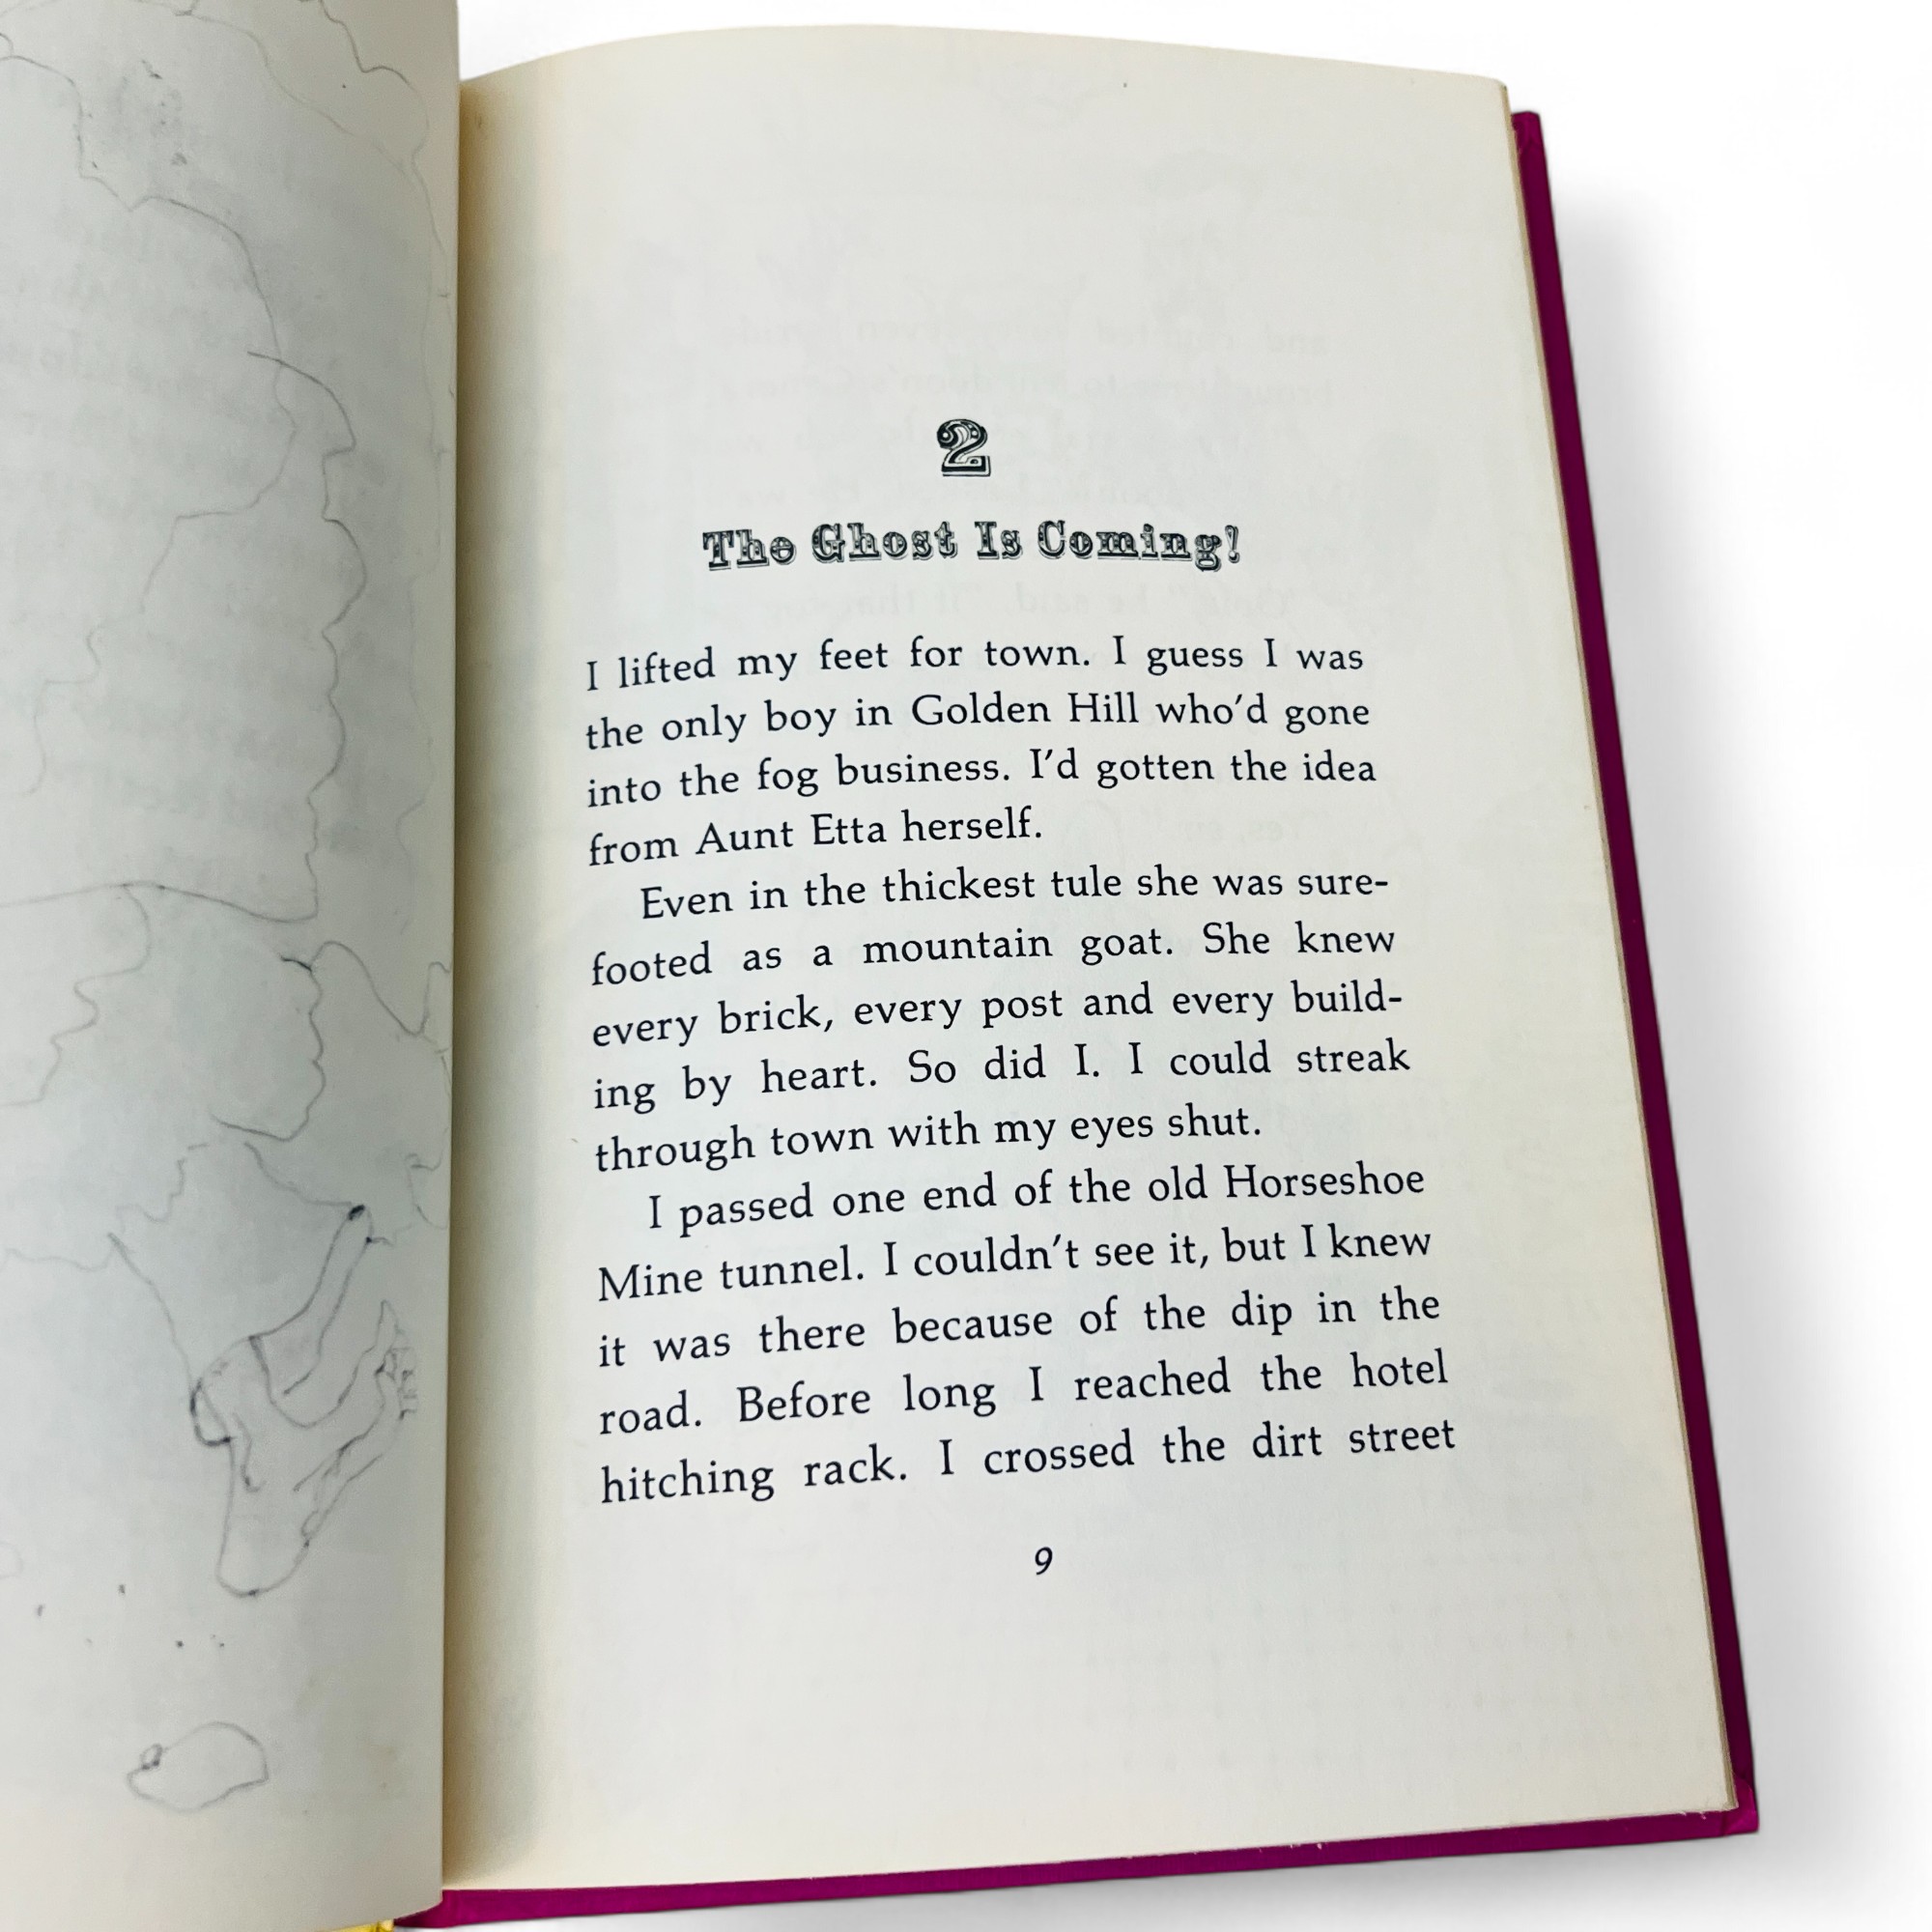 2
The Ghost Is Coming!
I lifted my feet for town. I guess I was
the only boy in Golden Hill who'd gone
into the fog business. I'd gotten the idea
from Aunt Etta herself.
Even in the thickest tule she was sure-
footed as a mountain goat. She knew
every brick, every post and every build-
ing by heart. So did I. I could streak
through town with my eyes shut.
I passed one end of the old Horseshoe
Mine tunnel. I couldn't see it, but I knew
it was there because of the dip in the
road. Before long I reached the hotel
hitching rack. I crossed the dirt street
9